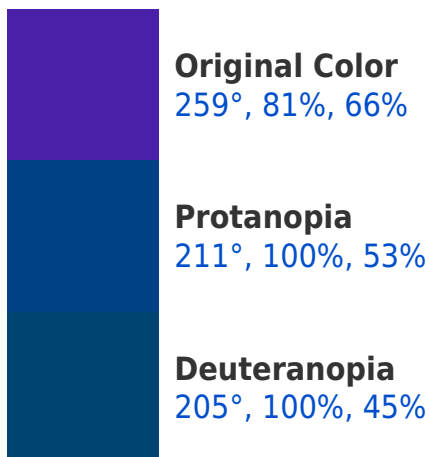 Original Color
259°, 81%, 66%
Protanopia
211°, 100%, 53%
Deuteranopia
205°, 100%, 45%